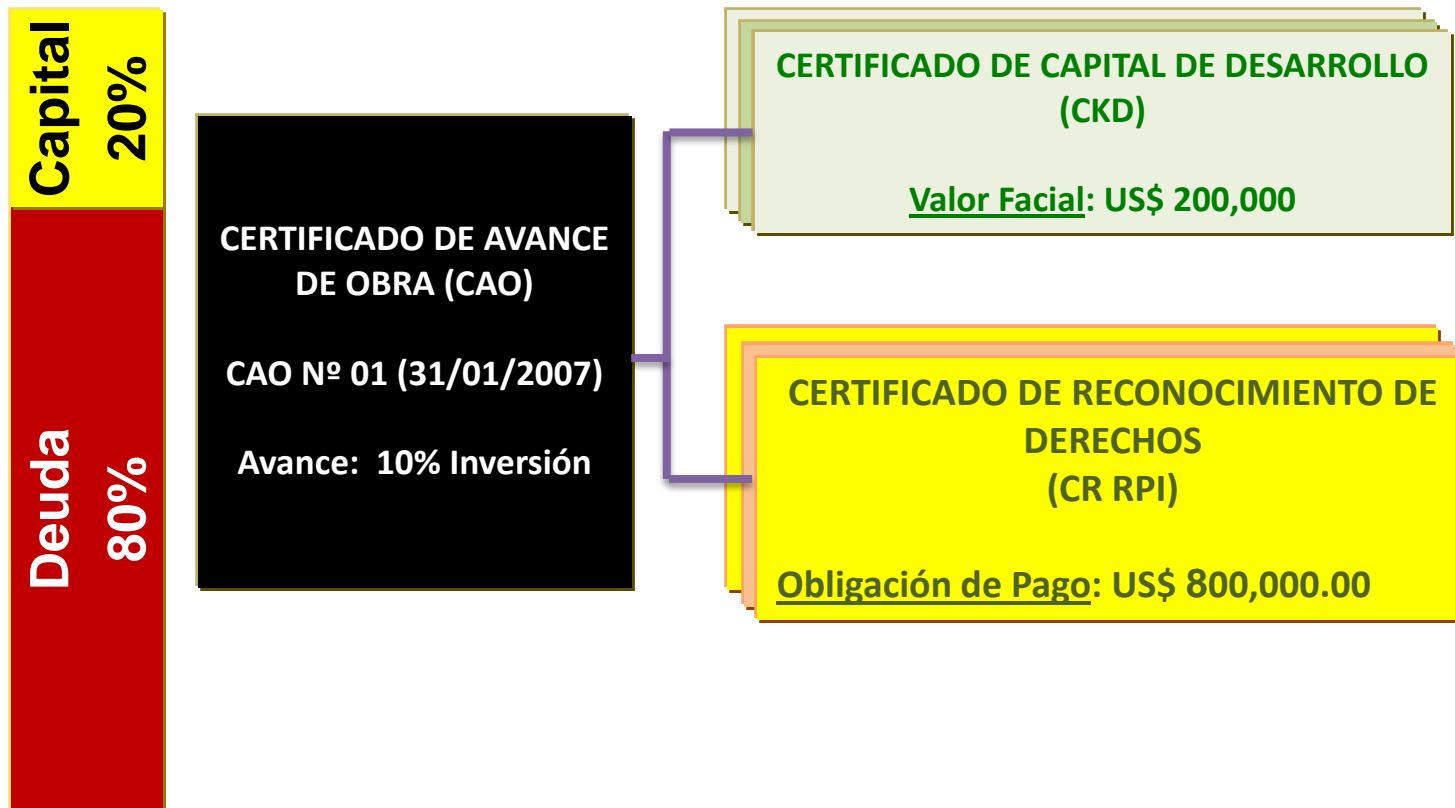 Capital
20%
Deuda
80%
CERTIFICADO DE AVANCE
DE OBRA (CAO)
CAO Nº 01 (31/01/2007)
Avance: 10% Inversión
CERTIFICADO DE CAPITAL DE DESARROLLO
(CKD)
Valor Facial: US$ 200,000
CERTIFICADO DE RECONOCIMIENTO DE
DERECHOS
(CR RPI)
Obligación de Pago: US$ 800,000.00